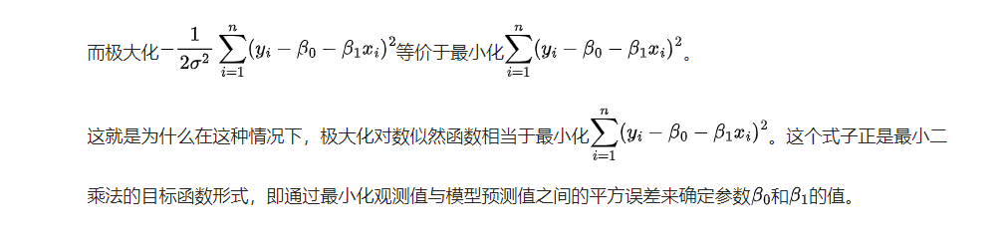 而极大化$-\frac{1}{2\sigma^2}\sum_{i=1}^{n}(y_i-\beta_0-\beta_1x_i)^2$等价于最小化$\sum_{i=1}^{n}(y_i-\beta_0-\beta_1x_i)^2$。
这就是为什么在这种情况下，极大化对数似然函数相当于最小化$\sum_{i=1}^{n}(y_i-\beta_0-\beta_1x_i)^2$。这个式子正是最小二
乘法的目标函数形式，即通过最小化观测值与模型预测值之间的平方误差来确定参数$\beta_0$和$\beta_1$的值。